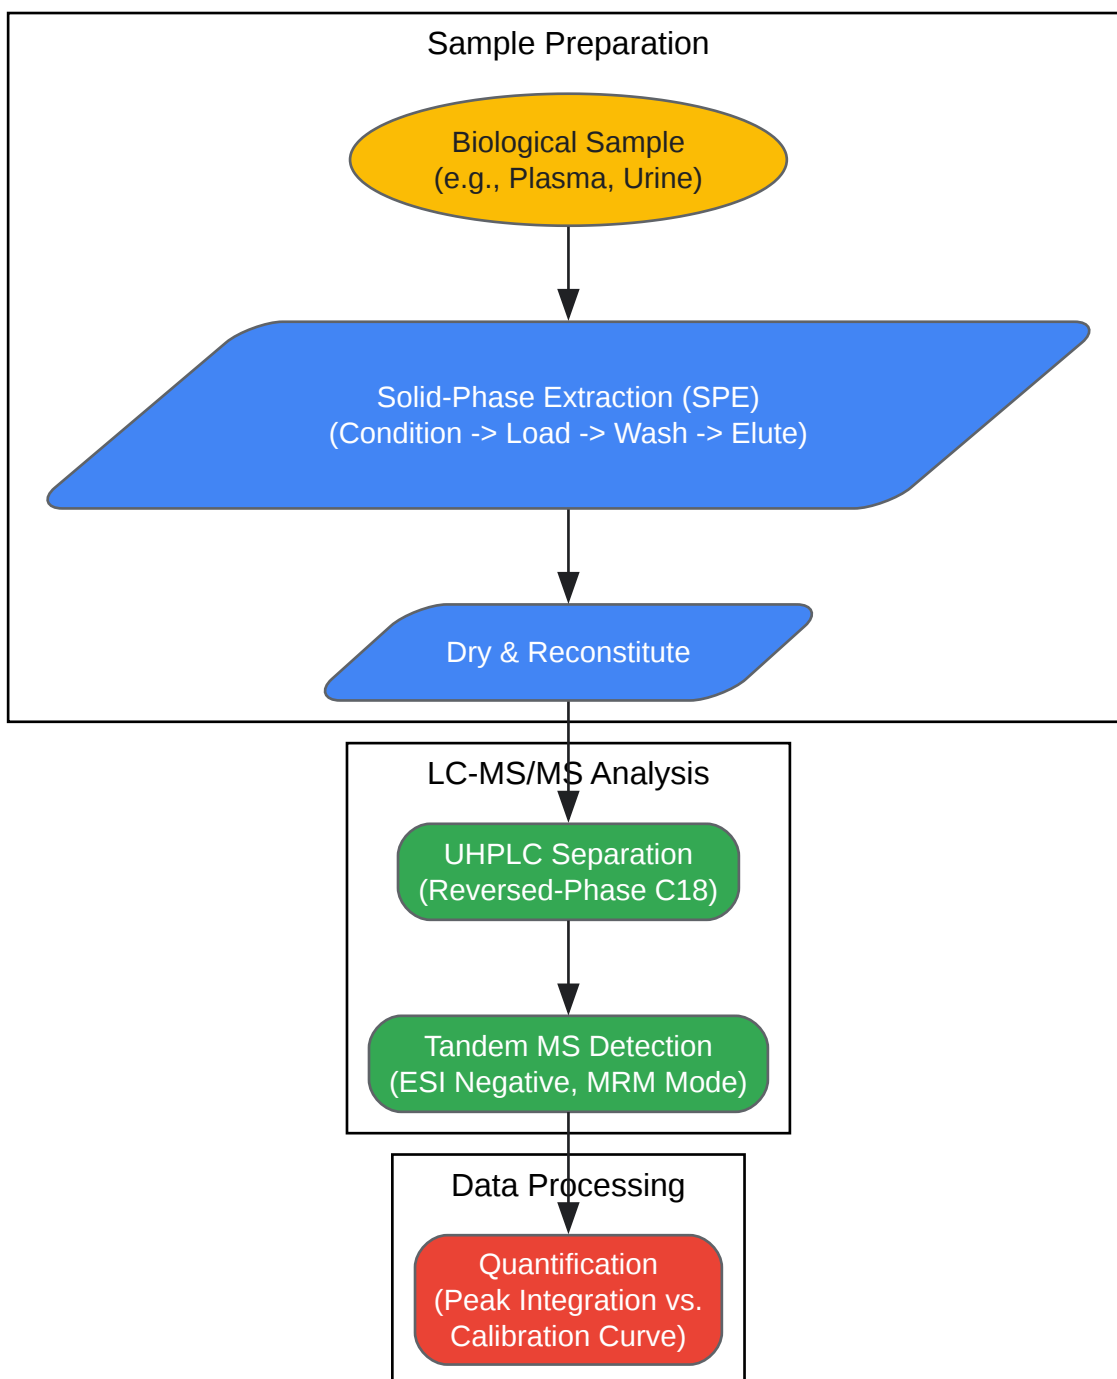 Sample Preparation
Biological Sample
(e.g., Plasma, Urine)
Solid-Phase Extraction (SPE)
(Condition -> Load -> Wash -> Elute)
Dry & Reconstitute
LC-MS/MS Analysis
UHPLC Separation
(Reversed-Phase C18)
Tandem MS Detection
(ESI Negative, MRM Mode)
Data Processing
Quantification
(Peak Integration vs.
Calibration Curve)